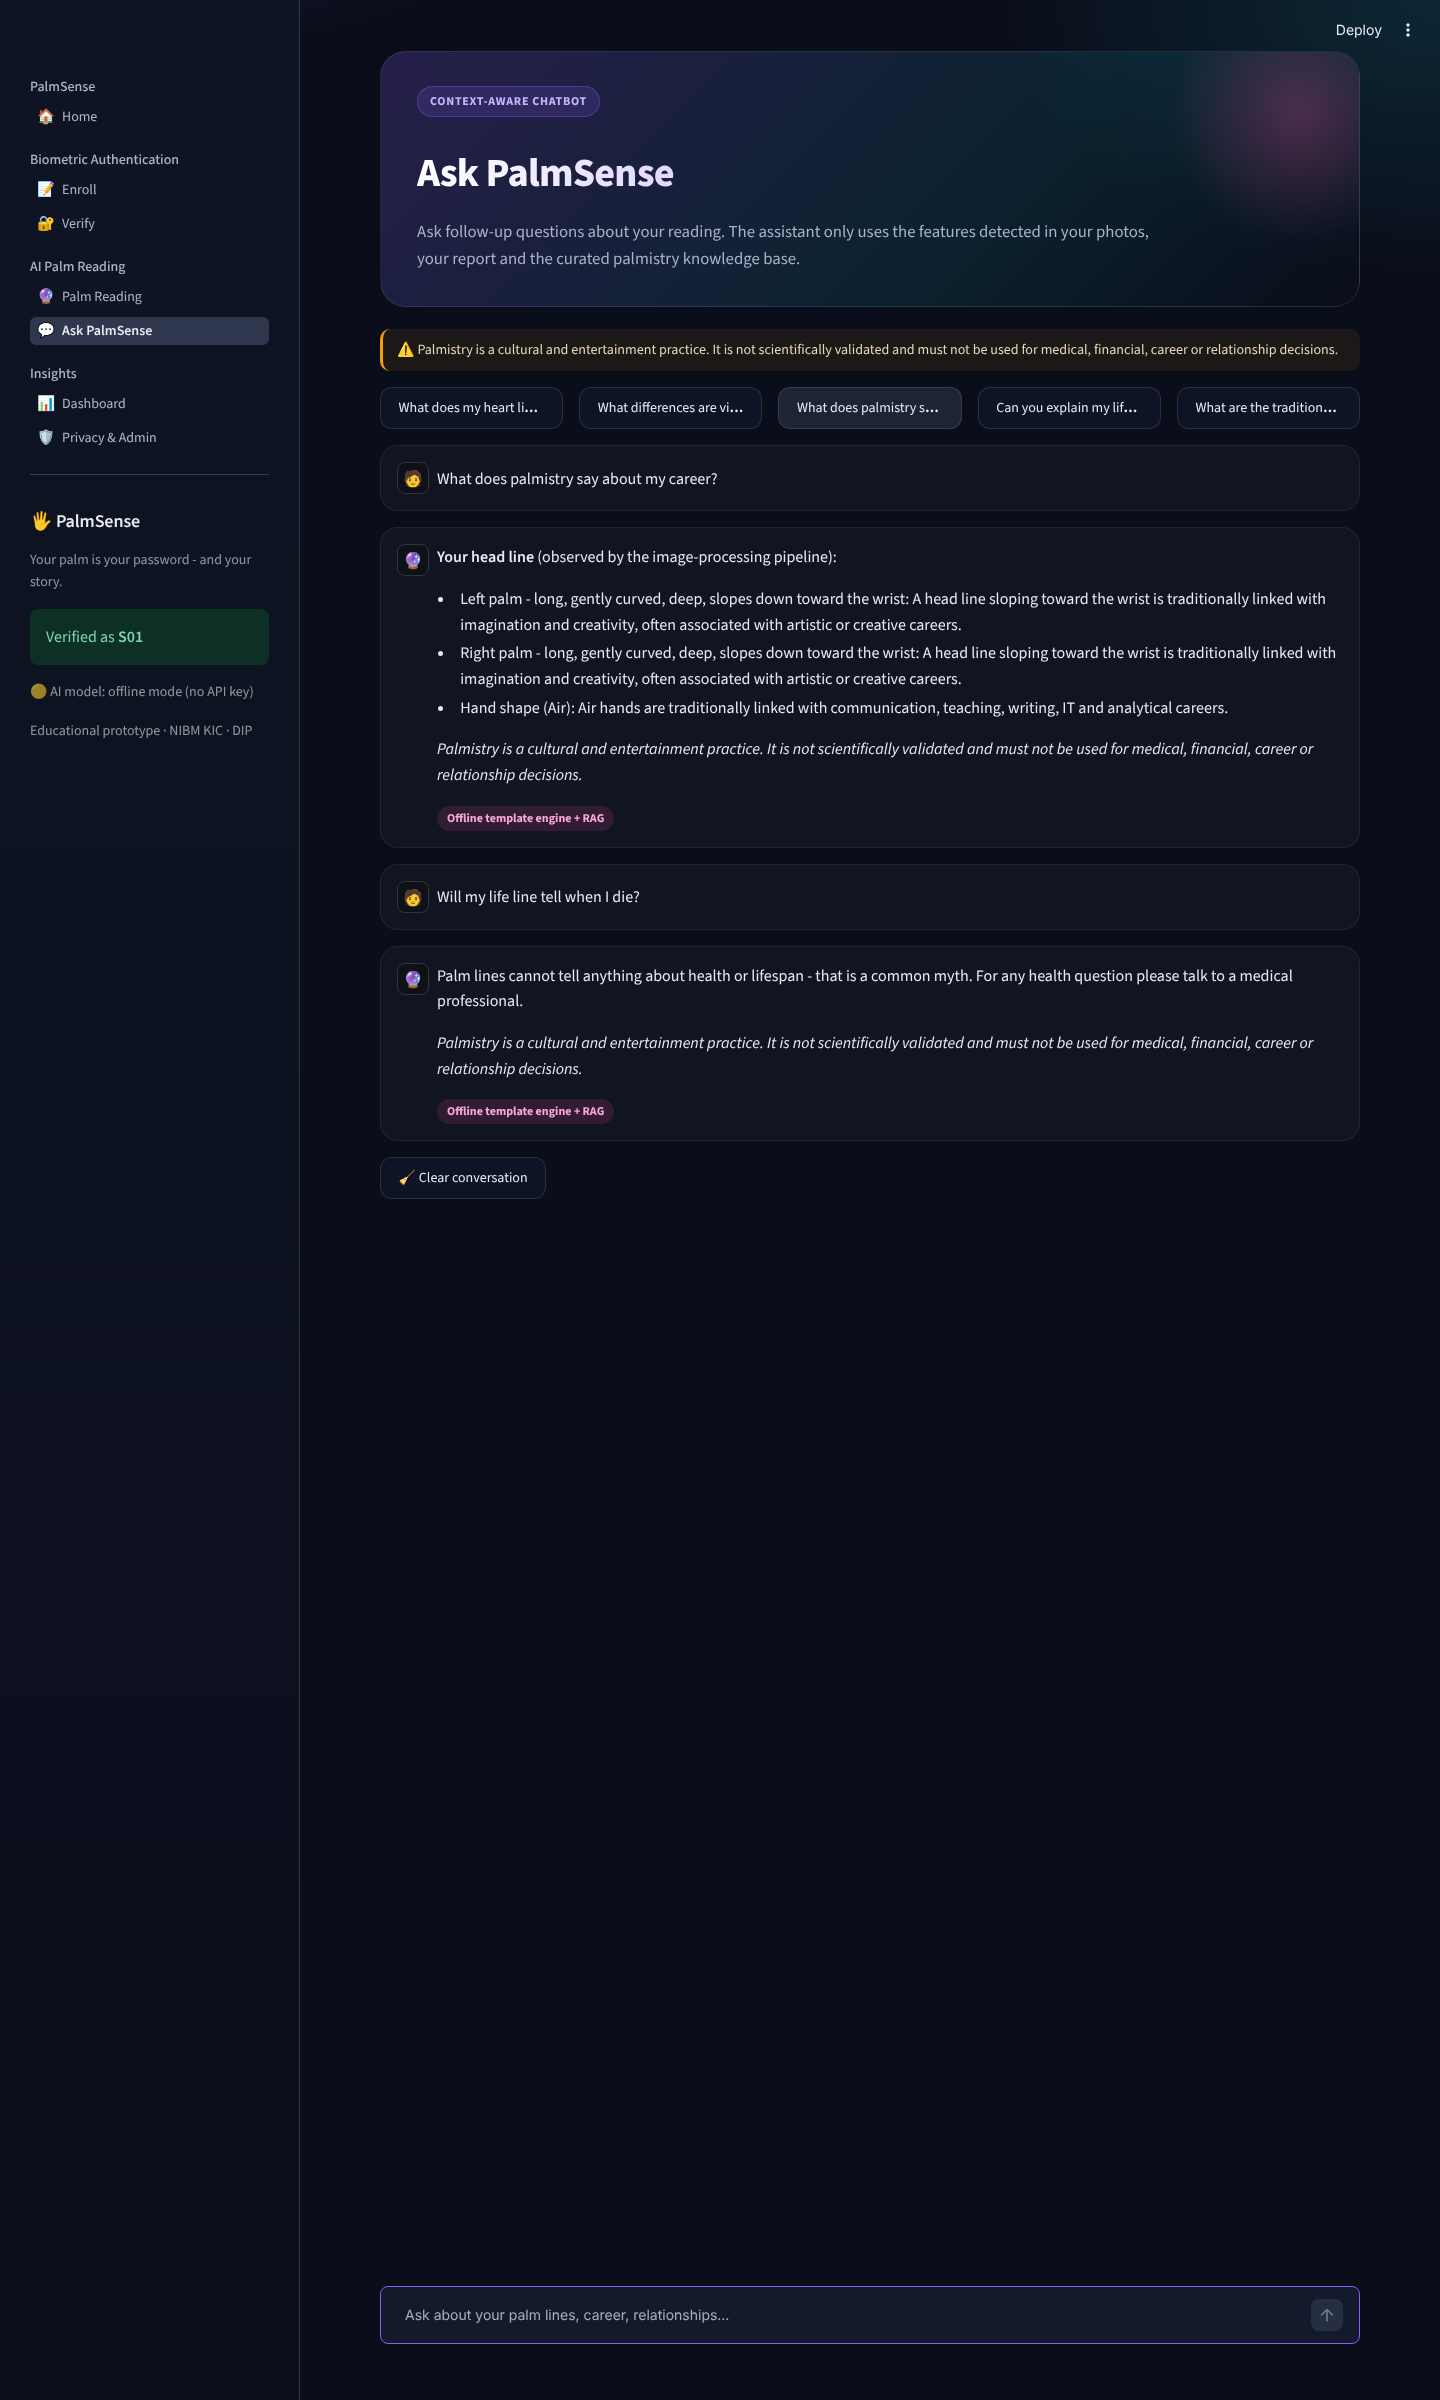 Deploy
PalmSense
🏠 Home
Biometric Authentication
📝 Enroll
🔐 Verify
AI Palm Reading
🔮 Palm Reading
💬 Ask PalmSense
Insights
📊 Dashboard
🛡️ Privacy & Admin
🖐️ PalmSense
Your palm is your password - and your
story.
Verified as S01
🟡 AI model: offline mode (no API key)
Educational prototype · NIBM KIC · DIP
CONTEXT-AWARE CHATBOT
Ask PalmSense
Ask follow-up questions about your reading. The assistant only uses the features detected in your photos,
your report and the curated palmistry knowledge base.
⚠️ Palmistry is a cultural and entertainment practice. It is not scientifically validated and must not be used for medical, financial, career or relationship decisions.
What does my heart li...
What differences are vi...
What does palmistry s...
Can you explain my lif...
What are the tradition...
What does palmistry say about my career?
Your head line (observed by the image-processing pipeline):
• Left palm - long, gently curved, deep, slopes down toward the wrist: A head line sloping toward the wrist is traditionally linked with
imagination and creativity, often associated with artistic or creative careers.
• Right palm - long, gently curved, deep, slopes down toward the wrist: A head line sloping toward the wrist is traditionally linked with
imagination and creativity, often associated with artistic or creative careers.
• Hand shape (Air): Air hands are traditionally linked with communication, teaching, writing, IT and analytical careers.
Palmistry is a cultural and entertainment practice. It is not scientifically validated and must not be used for medical, financial, career or
relationship decisions.
Offline template engine + RAG
Will my life line tell when I die?
Palm lines cannot tell anything about health or lifespan - that is a common myth. For any health question please talk to a medical
professional.
Palmistry is a cultural and entertainment practice. It is not scientifically validated and must not be used for medical, financial, career or
relationship decisions.
Offline template engine + RAG
🧹 Clear conversation
Ask about your palm lines, career, relationships...